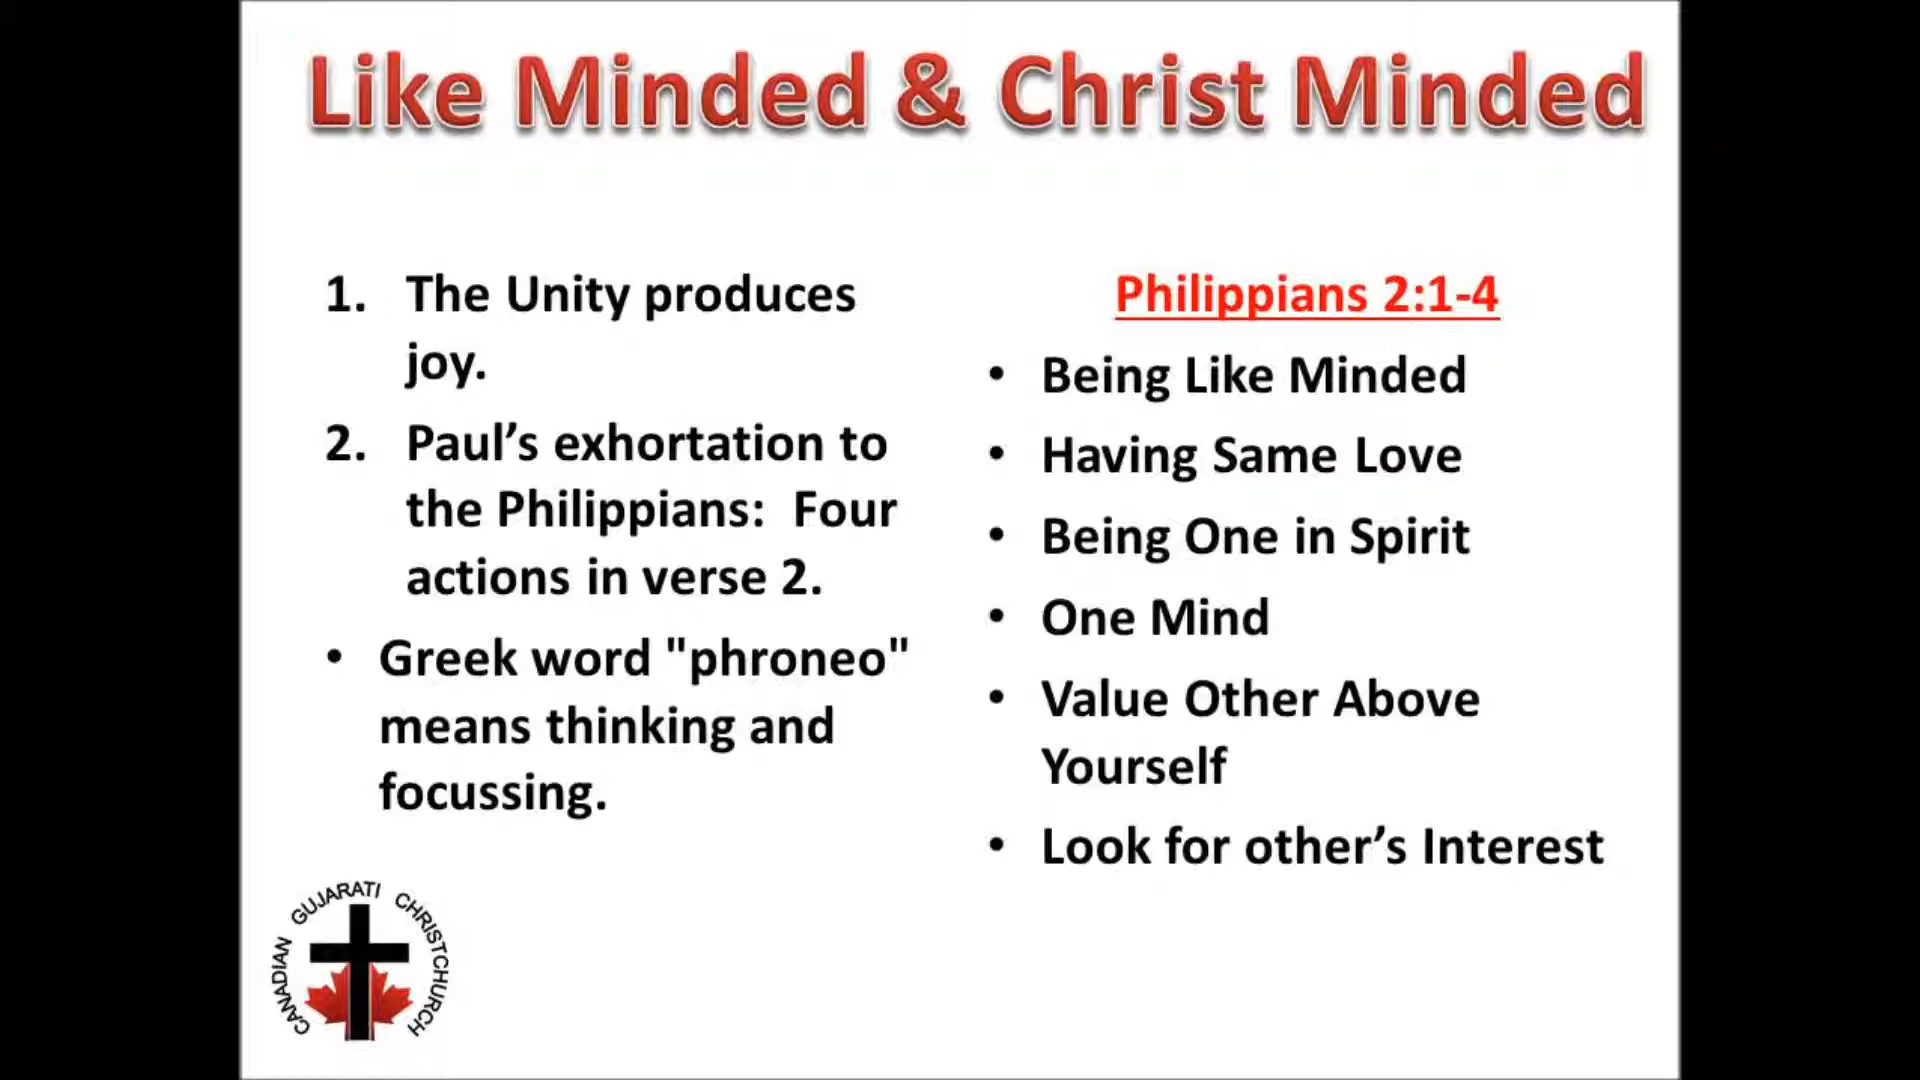 Like Minded & Christ Minded
1. The Unity produces
joy.
2. Paul’s exhortation to
the Philippians:  Four
actions in verse 2.
• Greek word "phroneo"
means thinking and
focussing.
Philippians 2:1-4
• Being Like Minded
• Having Same Love
• Being One in Spirit
• One Mind
• Value Other Above
Yourself
• Look for other’s Interest
CANADIAN GUJARATI CHRISTCHURCH